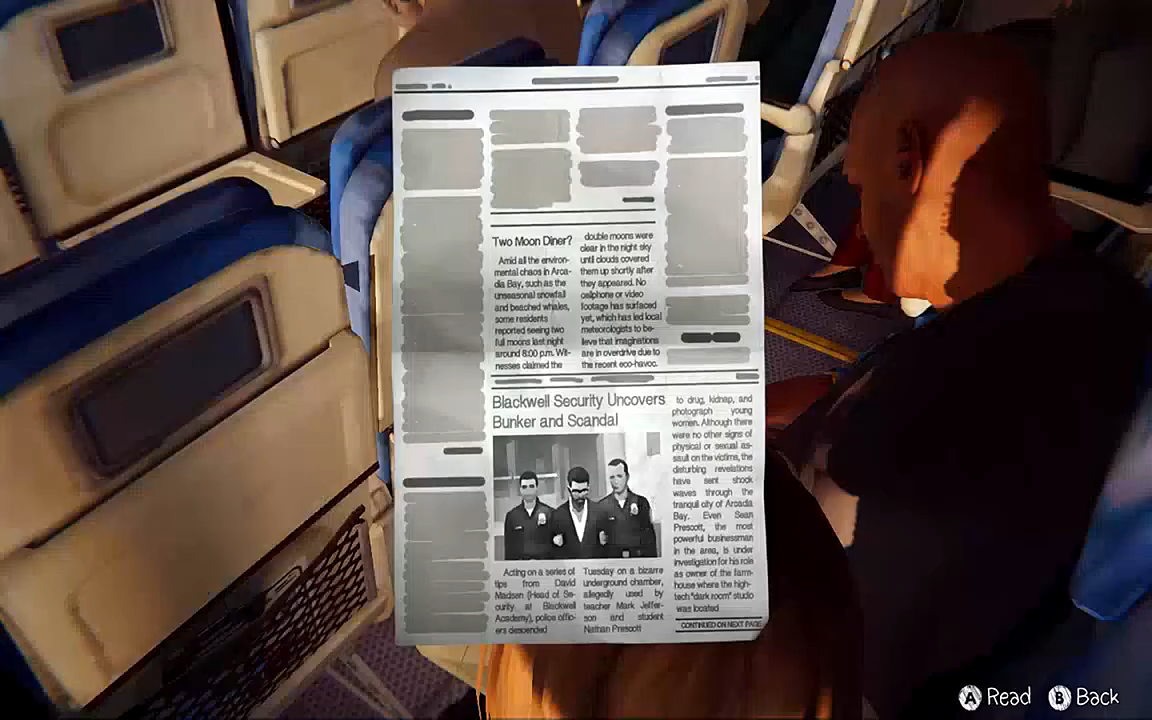 Two Moon Diner?
Amid all the environ-
mental chaos in Arca-
dia Bay, such as the
unseasonal snowfall
and beached whales,
some residents
reported seeing two
full moons last night
around 8:00 p.m. Wit-
nesses claimed the
double moons were
clear in the night sky
until clouds covered
them up shortly after
they appeared. No
cellphone or video
footage has surfaced
yet, which has led local
meteorologists to be-
lieve that imaginations
are in overdrive due to
the recent eco-havoc.
Blackwell Security Uncovers
Bunker and Scandal
Acting on a series of
tips from David
Madsen (Head of Se-
curity at Blackwell
Academy), police offic-
ers descended
Tuesday on a bizarre
underground chamber,
allegedly used by
teacher Mark Jeffer-
son and student
Nathan Prescott
to drug, kidnap, and
photograph young
women. Although there
were no other signs of
physical or sexual as-
sault on the victims, the
disturbing revelations
have sent shock
waves through the
tranquil city of Arcadia
Bay. Even Sean
Prescott, the most
powerful businessman
in the area, is under
investigation for his role
as owner of the farm-
house where the high-
tech "dark room" studio
was located
CONTINUED ON NEXT PAGE
A Read B Back